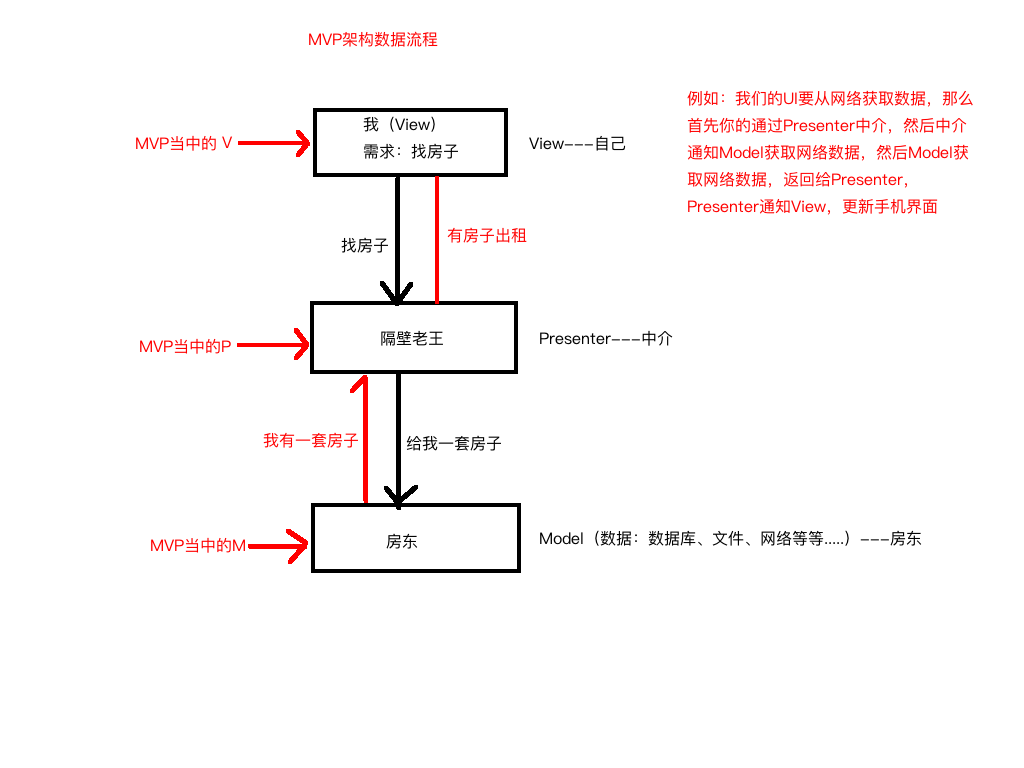 MVP架构数据流程
例如：我们的UI要从网络获取数据，那么
首先你的通过Presenter中介，然后中介
通知Model获取网络数据，然后Model获
取网络数据，返回给Presenter，
Presenter通知View，更新手机界面
MVP当中的 V
我（View）
需求：找房子
View---自己
找房子
有房子出租
MVP当中的P
隔壁老王
Presenter---中介
我有一套房子
给我一套房子
MVP当中的M
房东
Model（数据：数据库、文件、网络等等.....）---房东